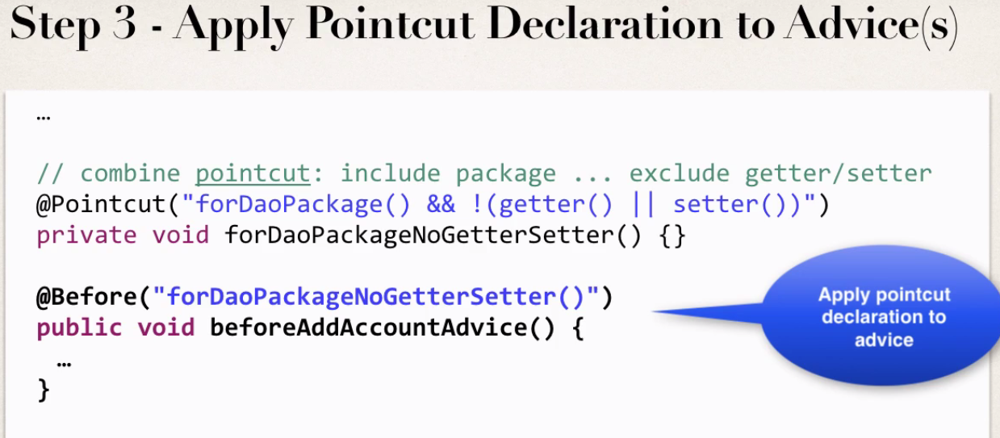 Step 3 - Apply Pointcut Declaration to Advice(s)
…
// combine pointcut: include package ... exclude getter/setter
@Pointcut("forDaoPackage() && !(getter() || setter())")
private void forDaoPackageNoGetterSetter() {}
@Before("forDaoPackageNoGetterSetter()")
public void beforeAddAccountAdvice() {
…
}
Apply pointcut
declaration to
advice